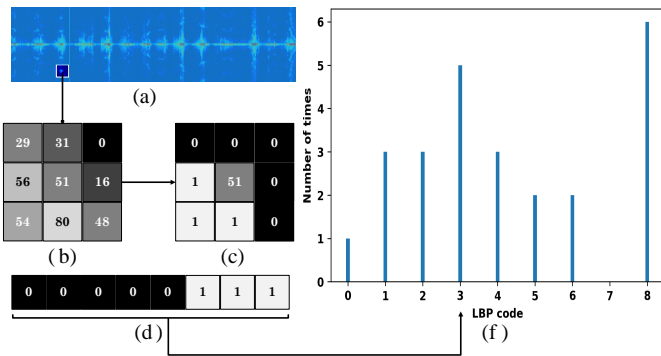 (a)
29 31 0
56 51 16
54 80 48
(b)
0 0 0
1 51 0
1 1 0
(c)
0 0 0 0 0 1 1 1
(d)
Number of times
6
5
4
3
2
1
0
0 1 2 3 4 5 6 7 8
LBP code
(f)